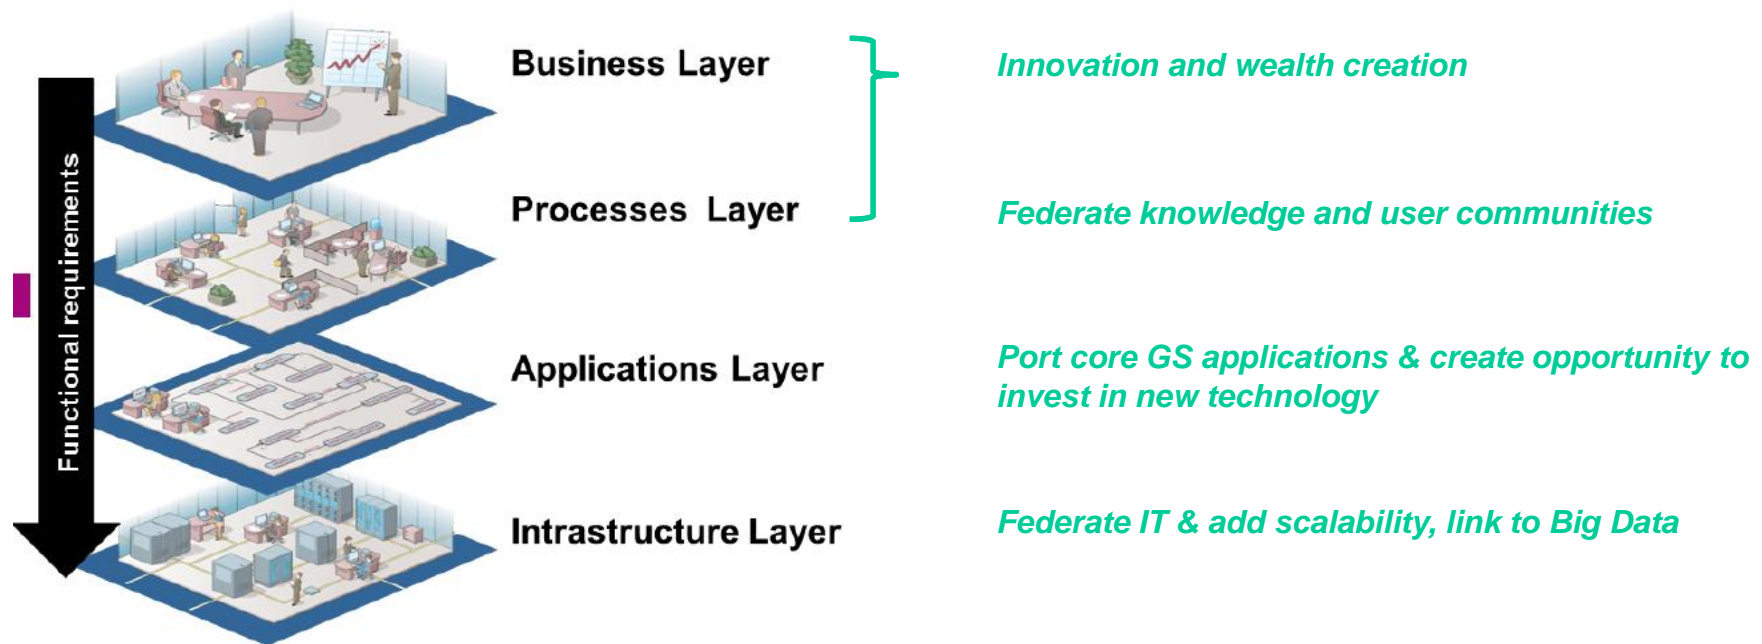 Functional requirements
Business Layer
Innovation and wealth creation
Processes Layer
Federate knowledge and user communities
Applications Layer
Port core GS applications & create opportunity to
invest in new technology
Intrastructure Layer
Federate IT & add scalability, link to Big Data